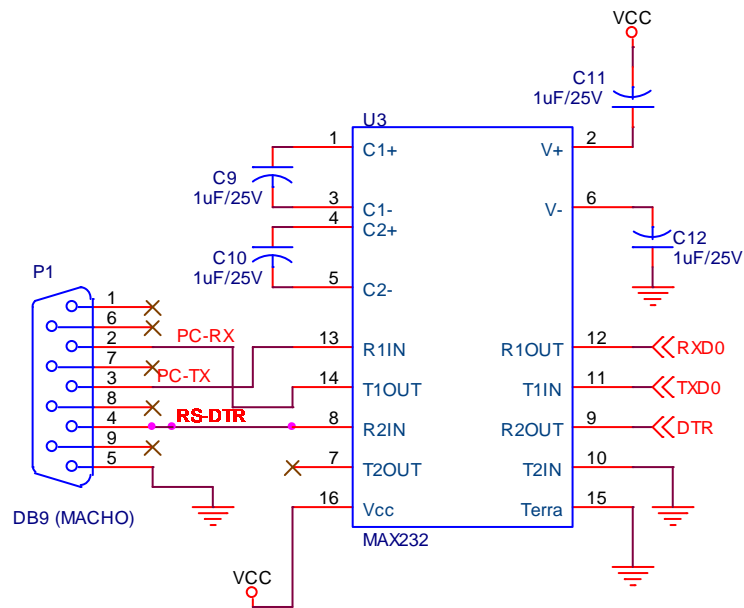 VCC
C11
1uF/25V
U3
1
C1+
2
V+
C9
1uF/25V
3
C1-
6
V-
4
C2+
C10
1uF/25V
C12
1uF/25V
5
C2-
P1
1
6
2
PC-RX
13
R1IN
R1OUT
12
RXD0
7
3
PC-TX
14
T1OUT
T1IN
11
TXD0
8
4
RS-DTR
8
R2IN
R2OUT
9
DTR
9
5
7
T2OUT
T2IN
10
16
Vcc
Terra
15
DB9 (MACHO)
MAX232
VCC